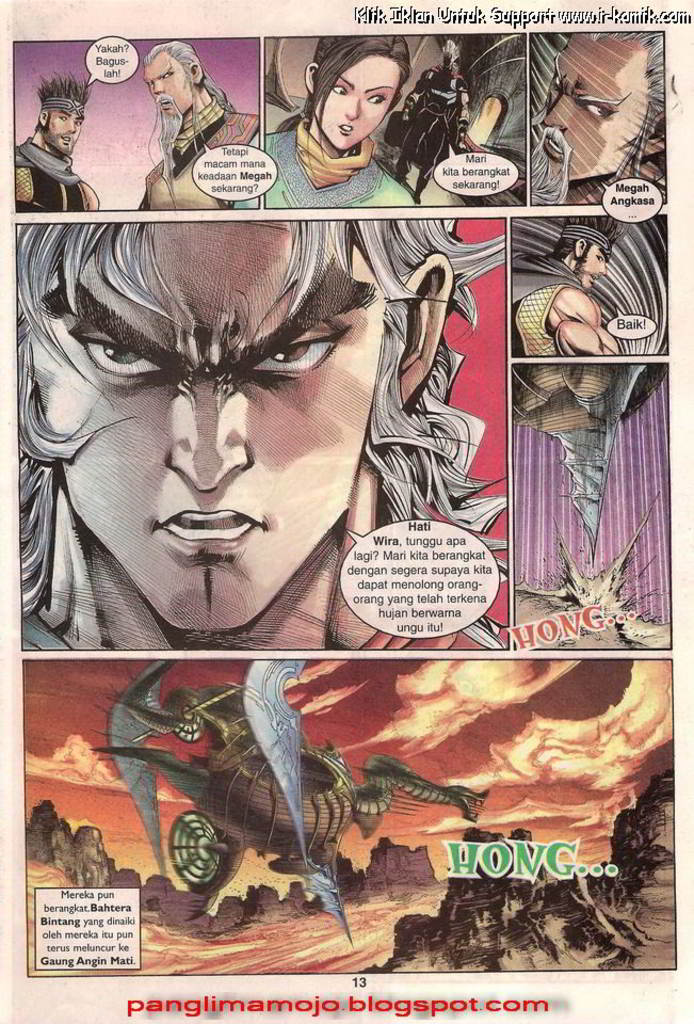 Klik Iklan Untuk Support www.ir-komik.com
Yakah?
Bagus-
lah!
Tetapi
macam mana
keadaan Megah
sekarang?
Mari
kita berangkat
sekarang!
Megah
Angkasa
...
Hati
Wira, tunggu apa
lagi? Mari kita berangkat
dengan segera supaya kita
dapat menolong orang-
orang yang telah terkena
hujan berwarna
ungu itu!
Baik!
HONG...
HONG...
Mereka pun
berangkat.Bahtera
Bintang yang dinaiki
oleh mereka itu pun
terus meluncur ke
Gaung Angin Mati.
13
panglimamojo.blogspot.com